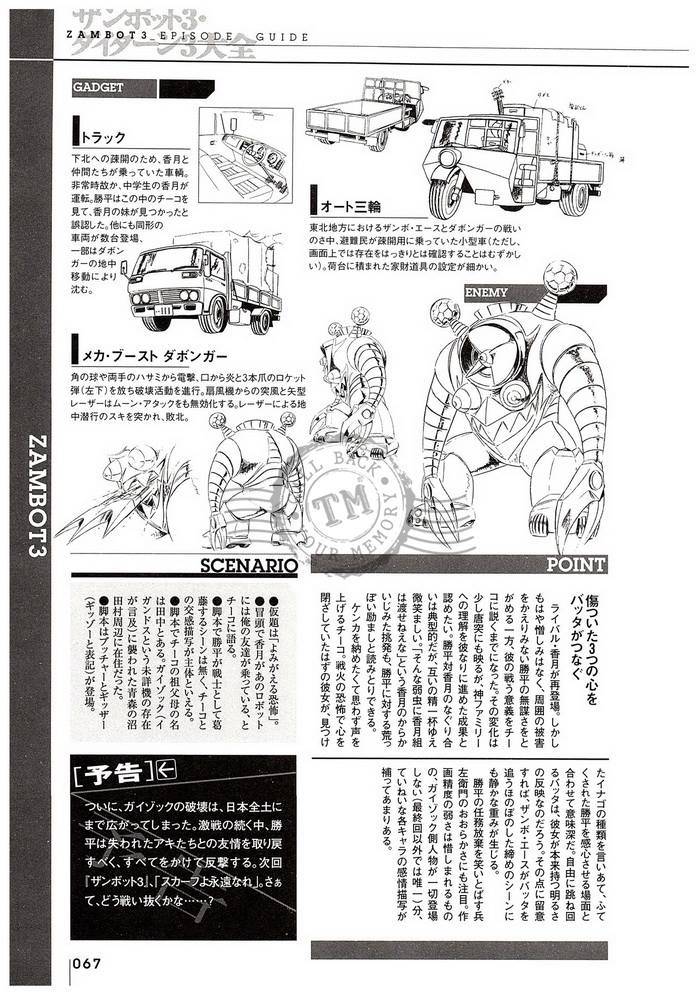 ザンボット3・
ダイターン3大全
ZAMBOT3_EPISODE GUIDE
GADGET
トラック
下北への疎開のため、香月と
仲間たちが乗っていた車輌。
非常時故か、中学生の香月が
運転。勝平はこの中のチーコを
見て、香月の妹が見つかったと
誤認した。他にも同形の
車両が数台登場、
一部はダボン
ガーの地中
移動により
沈む。
オート三輪
東北地方におけるザンボ・エースとダボンガーの戦い
のさ中、避難民が疎開用に乗っていた小型車(ただし、
画面上では存在をはっきりとは確認することはむずかし
い)。荷台に積まれた家財道具の設定が細かい。
ENEMY
メカ・ブースト ダボンガー
角の球や両手のハサミから電撃、口から炎と3本爪のロケット
弾(左下)を放ち破壊活動を進行。扇風機からの突風と矢型
レーザーはムーン・アタックをも無効化する。レーザーによる地
中潜行のスキを突かれ、敗北。
ZAMBOT3
ALL BACK
TM
YOUR MEMORY
SCENARIO
●仮題は「よみがえる恐怖」。
●冒頭で香月があのロボット
には俺の友達が乗っている、と
チーコに語る。
●脚本で勝平が戦士として葛
藤するシーンは無く、チーコと
の交感描写が主体といえる。
●脚本でチーコの祖父母の名
は田中とある。ガイゾック(イ
ガンドスという未詳機の存在
が言及)に襲われた青森の沼
田村周辺に在住だった。
●脚本はブッチャーとギッザー
(ギッゾーと表記)が登場。
POINT
傷ついた3つの心を
バッタがつなぐ
ライバル・香月が再登場。しかし
もはや憎しみはなく、周囲の被害
をかえりみない勝平の無謀さをと
がめる一方、彼の戦う意義をチー
コに説くまでになった。その変化は
少し唐突にも映るが、神ファミリー
への理解を彼なりに進めた成果と
認めたい。勝平対香月のなぐり合
いは典型的だが、「互いの精一杯ゆえ
微笑ましい。「そんな弱虫に香月組
は渡せねえな」という香月のからか
いじみた挑発も、勝平に対する荒っ
ぽい励ましと読みとりできる。
ケンカを納めたくて思わず声を
上げるチーコ。戦火の恐怖で心を
閉ざしていたはずの彼女が、見つけ
たイナゴの種類を言いあて、ふて
くされた勝平を感心させる場面と
合わせて意味深だ。自由に跳ね回
るバッタは、彼女が本来持つ明るさ
の反映なのだろう。その点に留意
すれば、ザンボ・エースがバッタを
追うほのぼのした締めのシーンに
も静かな重みが生じる。
勝平の任務放棄を笑いとばす兵
左衛門のおおらかさにも注目。作
画精度の弱さは惜しまれるもの
の、ガイゾック側人物が一切登場
しない(最終回以外では唯一)分、
ていねいな各キャラの感情描写が
補ってあまりある。
[予告]←
ついに、ガイゾックの破壊は、日本全土に
まで広がってしまった。激戦の続く中、勝
平は失われたアキたちとの友情を取り戻
すべく、すべてをかけて反撃する。次回
『ザンボット3』、「スカーフよ永遠なれ」。さぁ
て、どう戦い抜くかな……?
067